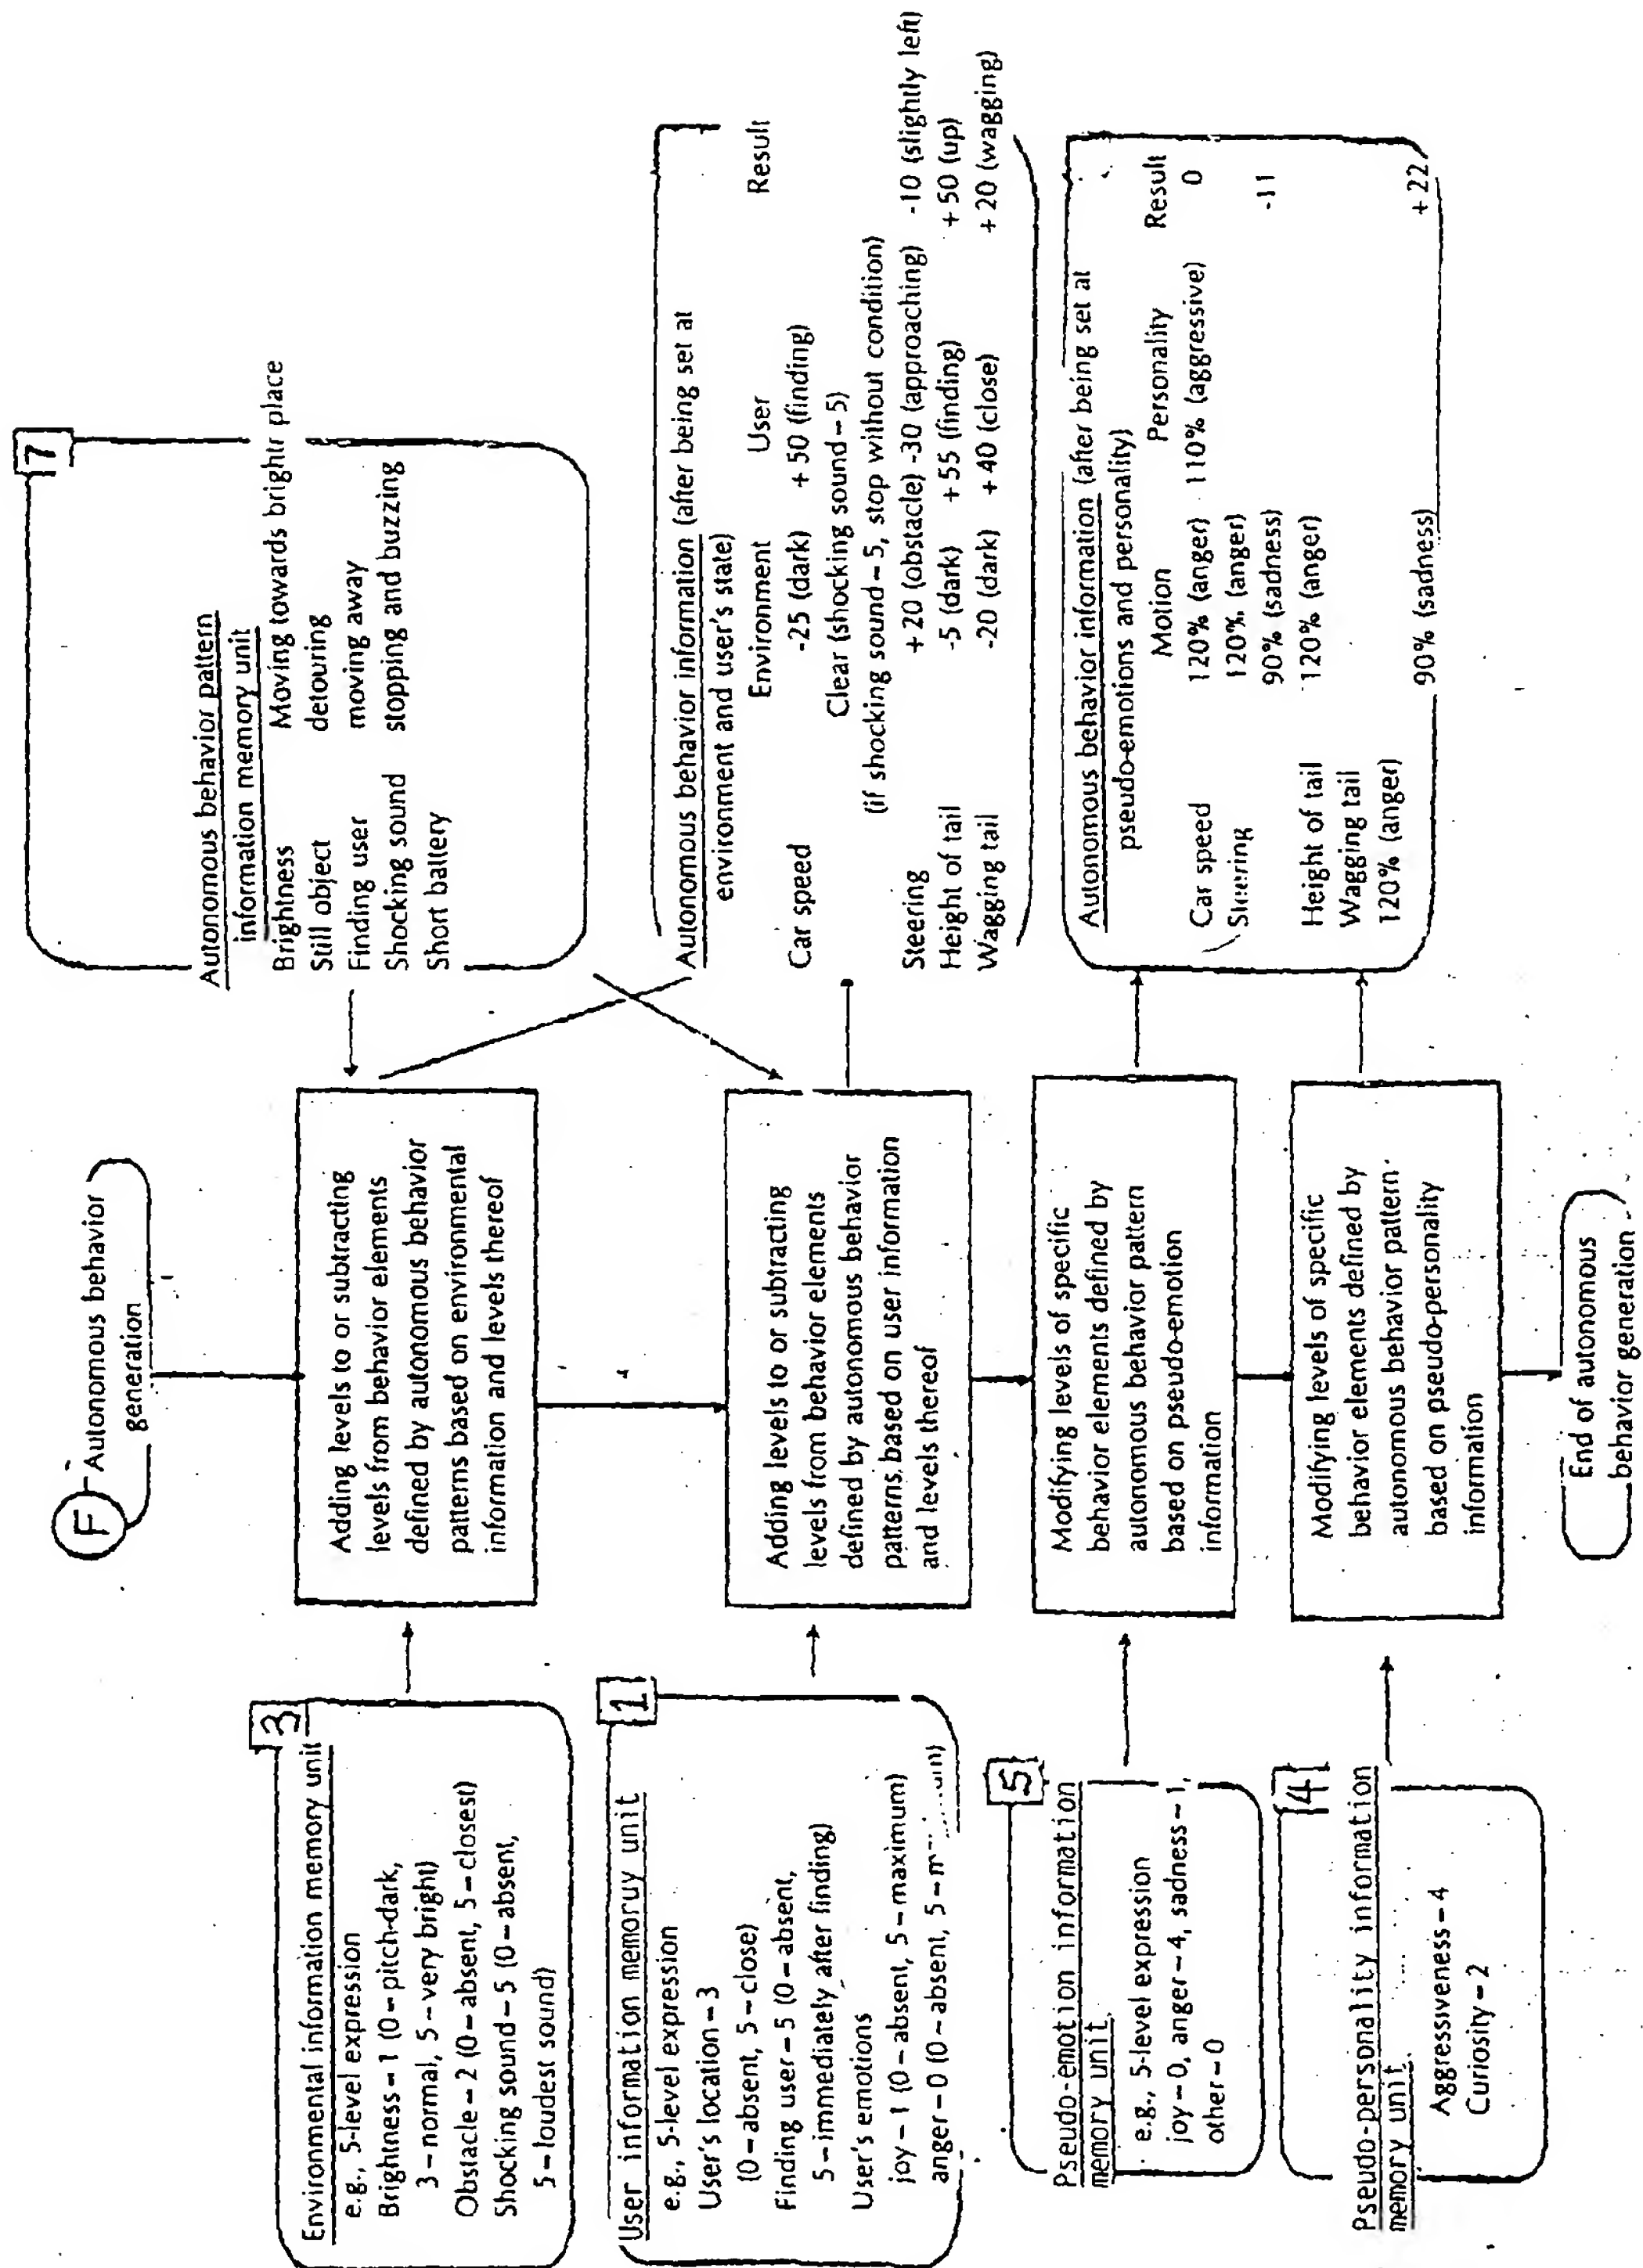 F
Autonomous behavior
generation
3
Environmental information memory unit
e.g., 5-level expression
Brightness – 1 (0 – pitch-dark,
3 – normal, 5 – very bright)
Obstacle – 2 (0 – absent, 5 – closest)
Shocking sound – 5 (0 – absent,
5 – loudest sound)
Adding levels to or subtracting
levels from behavior elements
defined by autonomous behavior
patterns based on environmental
information and levels thereof
7
Autonomous behavior pattern
information memory unit
Brightness Moving towards brightr place
Still object detouring
Finding user moving away
Shocking sound stopping and buzzing
Short battery
1
User information memoruy unit
e.g., 5-level expression
User's location – 3
(0 – absent, 5 – close)
Finding user – 5 (0 – absent,
5 – immediately after finding)
User's emotions
joy – 1 (0 – absent, 5 – maximum)
anger – 0 (0 – absent, 5 –
Adding levels to or subtracting
levels from behavior elements
defined by autonomous behavior
patterns based on user information
and levels thereof
Autonomous behavior information (after being set at
environment and user's state)
Environment User Result
Car speed -25 (dark) + 50 (finding)
Clear (shocking sound – 5)
(if shocking sound – 5, stop without condition)
Steering +20 (obstacle) -30 (approaching) -10 (slightly left)
Height of tail -5 (dark) +55 (finding) +50 (up)
Wagging tail -20 (dark) +40 (close) +20 (wagging)
5
Pseudo-emotion information
memory unit
e.g., 5-level expression
joy – 0, anger – 4, sadness – 1,
other – 0
Modifying levels of specific
behavior elements defined by
autonomous behavior pattern
based on pseudo-emotion
information
Autonomous behavior information (after being set at
pseudo-emotions and personality)
Motion Personality Result
Car speed 120% (anger) 110% (aggressive) 0
Steering 120% (anger)
90% (sadness) -11
Height of tail 120% (anger)
Wagging tail
120% (anger)
90% (sadness) + 22
4
Pseudo-personality information
memory unit
Aggressiveness – 4
Curiosity – 2
Modifying levels of specific
behavior elements defined by
autonomous behavior pattern
based on pseudo-personality
information
End of autonomous
behavior generation